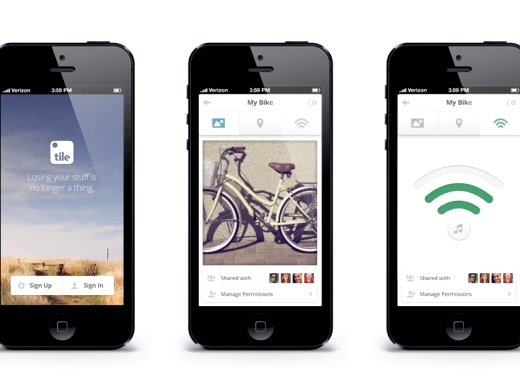 Verizon 3:59 PM
tile
Losing your stuff is
no longer a thing.
Sign Up
Sign In
Verizon 3:59 PM
My Bike
Shared with
Manage Permissions
Verizon 3:59 PM
My Bike
Shared with
Manage Permissions